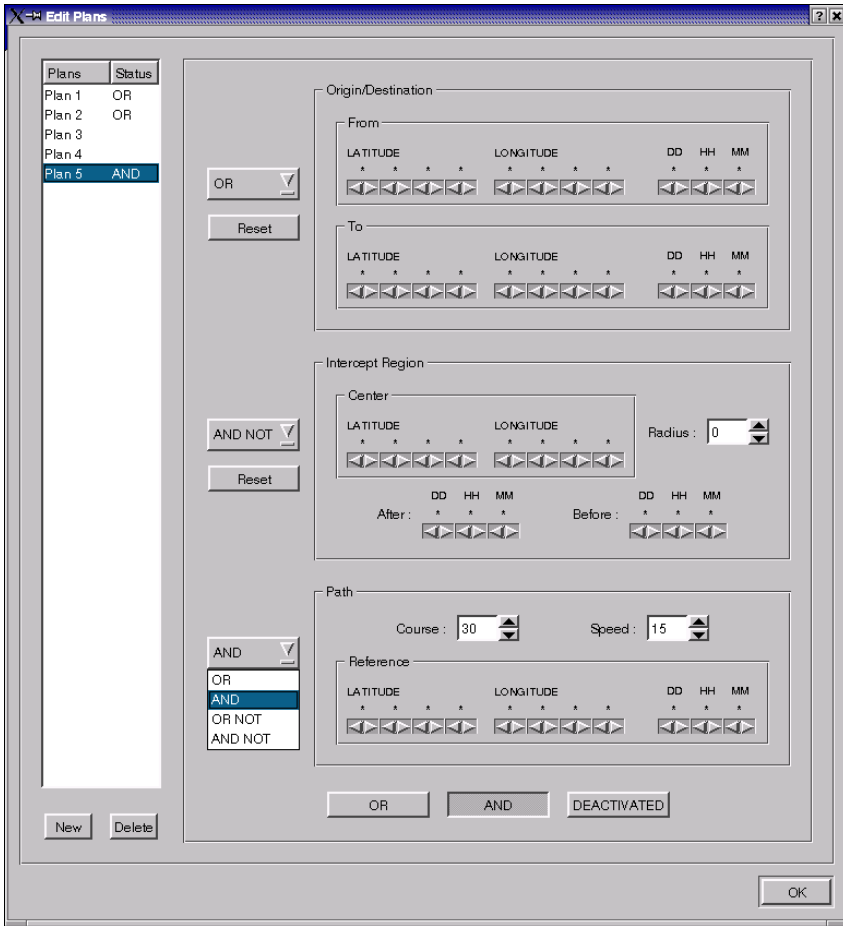 Edit Plans
Plans Status
Plan 1 OR
Plan 2 OR
Plan 3
Plan 4
Plan 5 AND
New Delete
OR
Reset
Origin/Destination
From
LATITUDE LONGITUDE DD HH MM
* * * * * * * * * * *
To
LATITUDE LONGITUDE DD HH MM
* * * * * * * * * * *
AND NOT
Reset
Intercept Region
Center
LATITUDE LONGITUDE
* * * * * * * *
Radius : 0
DD HH MM DD HH MM
After : * * * Before : * * *
AND
OR
AND
OR NOT
AND NOT
Path
Course : 30 Speed : 15
Reference
LATITUDE LONGITUDE DD HH MM
* * * * * * * * * * *
OR AND DEACTIVATED
OK